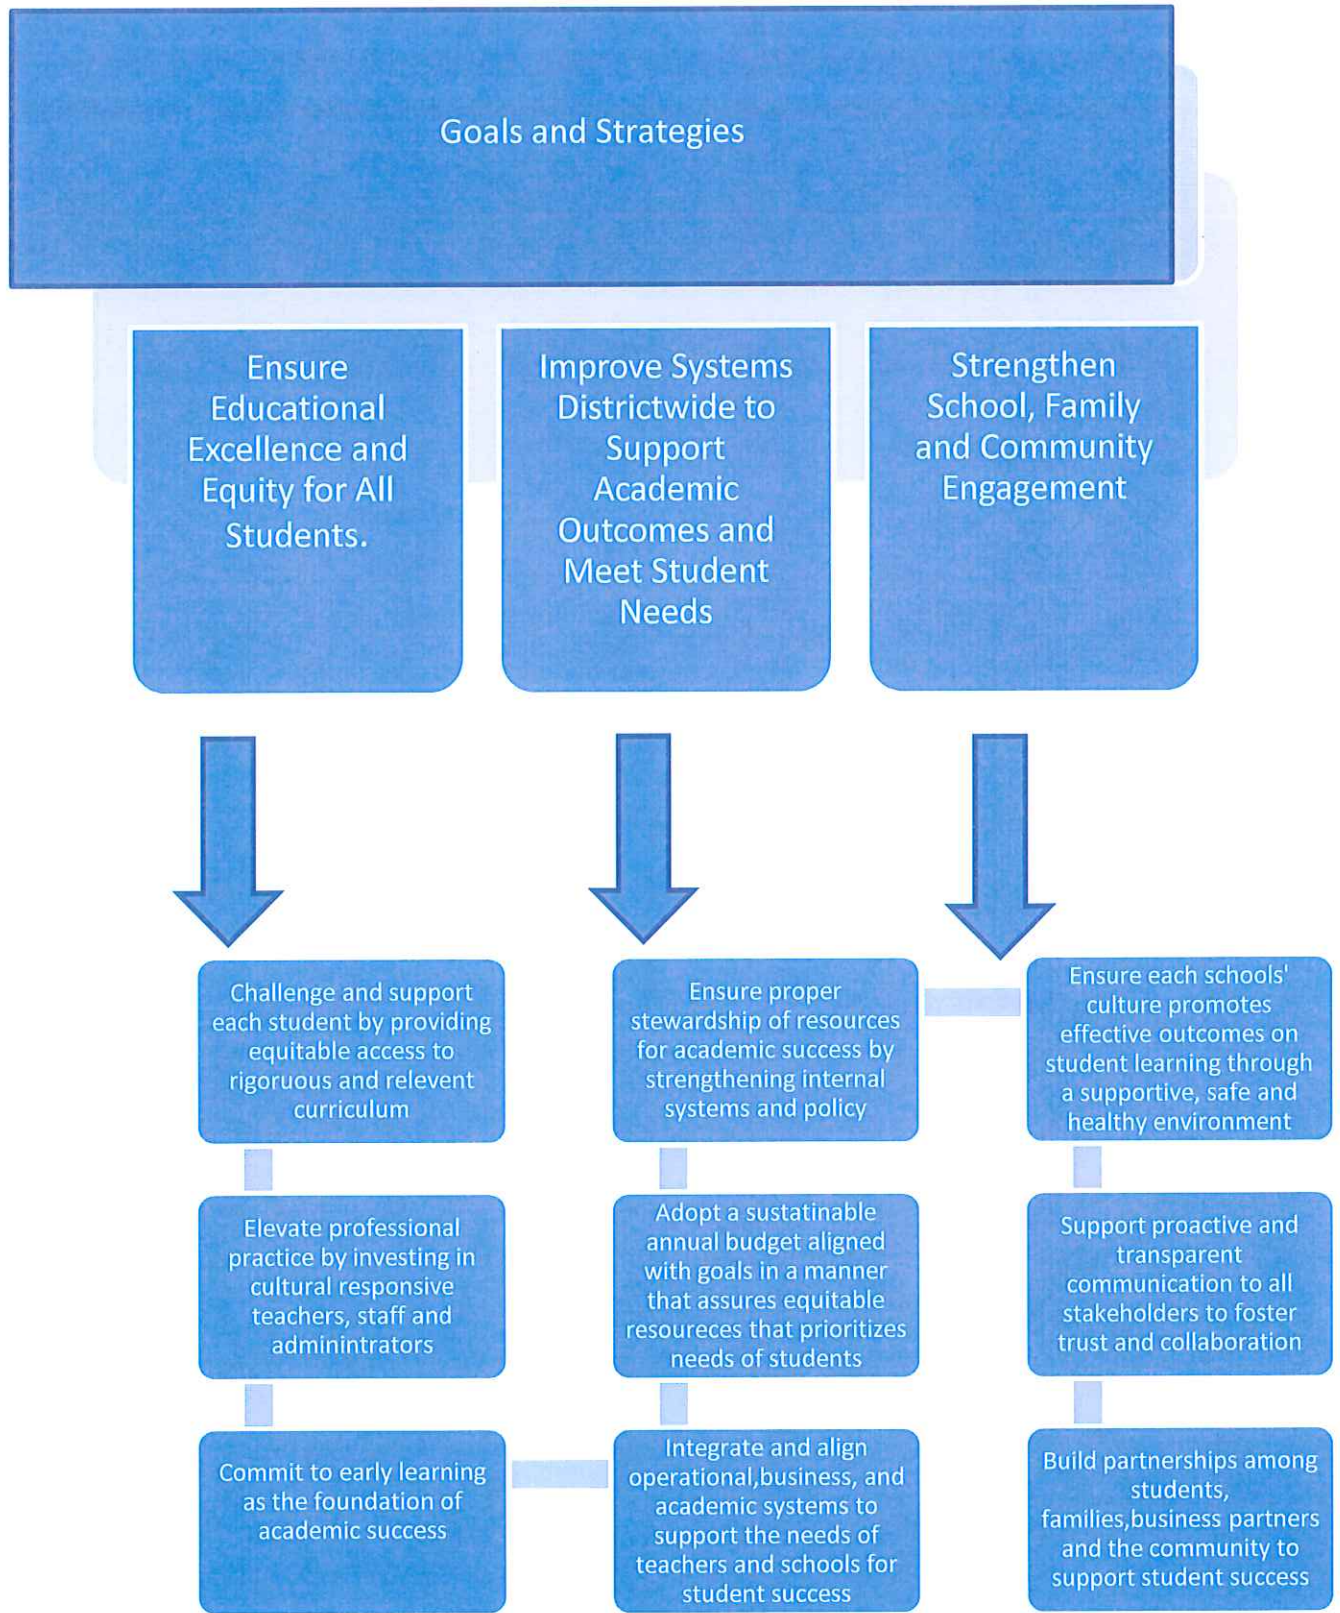 Goals and Strategies
Ensure
Educational
Excellence and
Equity for All
Students.
Improve Systems
Districtwide to
Support
Academic
Outcomes and
Meet Student
Needs
Strengthen
School, Family
and Community
Engagement
Challenge and support
each student by providing
equitable access to
rigoruous and relevent
curriculum
Elevate professional
practice by investing in
cultural responsive
teachers, staff and
adminintrators
Commit to early learning
as the foundation of
academic success
Ensure proper
stewardship of resources
for academic success by
strengthening internal
systems and policy
Adopt a sustatinable
annual budget aligned
with goals in a manner
that assures equitable
resoureces that prioritizes
needs of students
Integrate and align
operational,business, and
academic systems to
support the needs of
teachers and schools for
student success
Ensure each schools'
culture promotes
effective outcomes on
student learning through
a supportive, safe and
healthy environment
Support proactive and
transparent
communication to all
stakeholders to foster
trust and collaboration
Build partnerships among
students,
families,business partners
and the community to
support student success